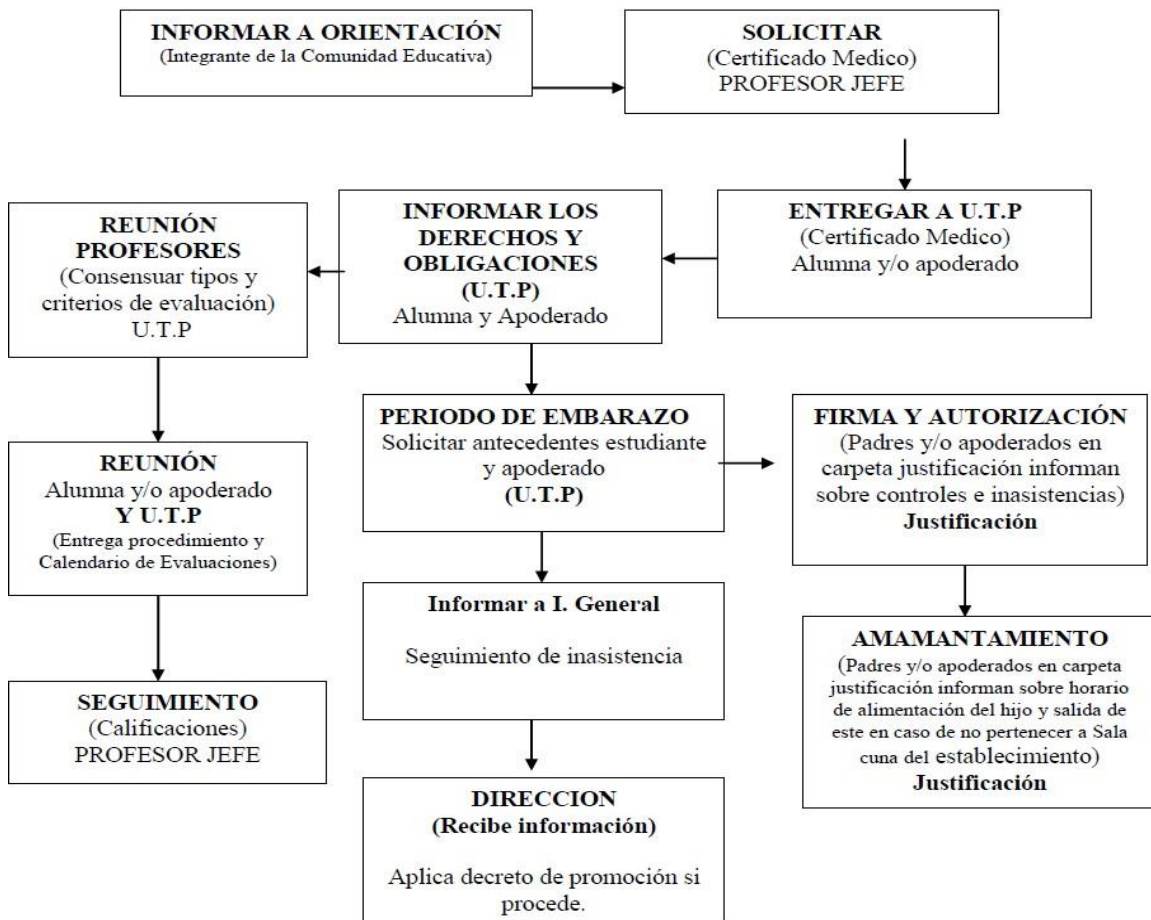 INFORMAR A ORIENTACIÓN
(Integrante de la Comunidad Educativa)
SOLICITAR
(Certificado Medico)
PROFESOR JEFE
ENTREGAR A U.T.P
(Certificado Medico)
Alumna y/o apoderado
INFORMAR LOS
DERECHOS Y
OBLIGACIONES
(U.T.P)
Alumna y Apoderado
REUNIÓN
PROFESORES
(Consensuar tipos y
criterios de evaluación)
U.T.P
REUNIÓN
Alumna y/o apoderado
Y U.T.P
(Entrega procedimiento y
Calendario de Evaluaciones)
SEGUIMIENTO
(Calificaciones)
PROFESOR JEFE
PERIODO DE EMBARAZO
Solicitar antecedentes estudiante
y apoderado
(U.T.P)
Informar a I. General
Seguimiento de inasistencia
DIRECCION
(Recibe información)
Aplica decreto de promoción si
procede.
FIRMA Y AUTORIZACIÓN
(Padres y/o apoderados en
carpeta justificación informan
sobre controles e inasistencias)
Justificación
AMAMANTAMIENTO
(Padres y/o apoderados en carpeta
justificación informan sobre horario
de alimentación del hijo y salida de
este en caso de no pertenecer a Sala
cuna del establecimiento)
Justificación